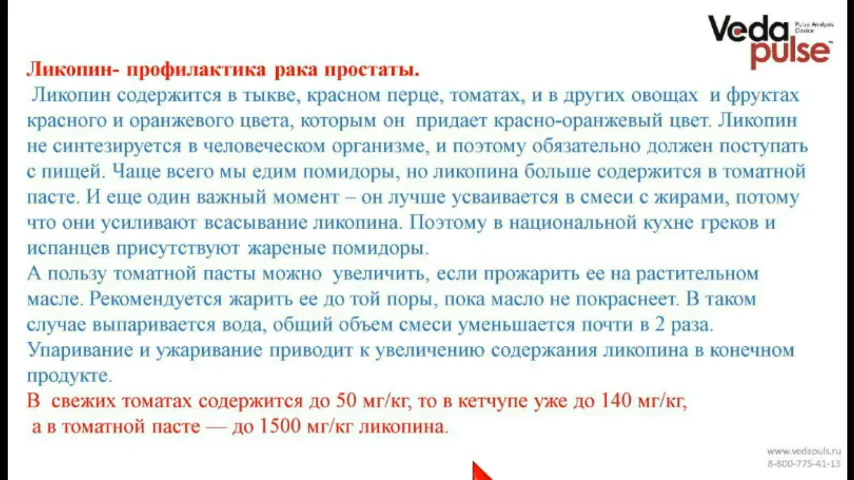 Veda
pulse™
Pulse Analysis
Device
Ликопин- профилактика рака простаты.
Ликопин содержится в тыкве, красном перце, томатах, и в других овощах и фруктах
красного и оранжевого цвета, которым он придает красно-оранжевый цвет. Ликопин
не синтезируется в человеческом организме, и поэтому обязательно должен поступать
с пищей. Чаще всего мы едим помидоры, но ликопина больше содержится в томатной
пасте. И еще один важный момент – он лучше усваивается в смеси с жирами, потому
что они усиливают всасывание ликопина. Поэтому в национальной кухне греков и
испанцев присутствуют жареные помидоры.
А пользу томатной пасты можно увеличить, если прожарить ее на растительном
масле. Рекомендуется жарить ее до той поры, пока масло не покраснеет. В таком
случае выпаривается вода, общий объем смеси уменьшается почти в 2 раза.
Упаривание и ужаривание приводит к увеличению содержания ликопина в конечном
продукте.
В свежих томатах содержится до 50 мг/кг, то в кетчупе уже до 140 мг/кг,
а в томатной пасте — до 1500 мг/кг ликопина.
www.vedapuls.ru
8-800-775-41-13